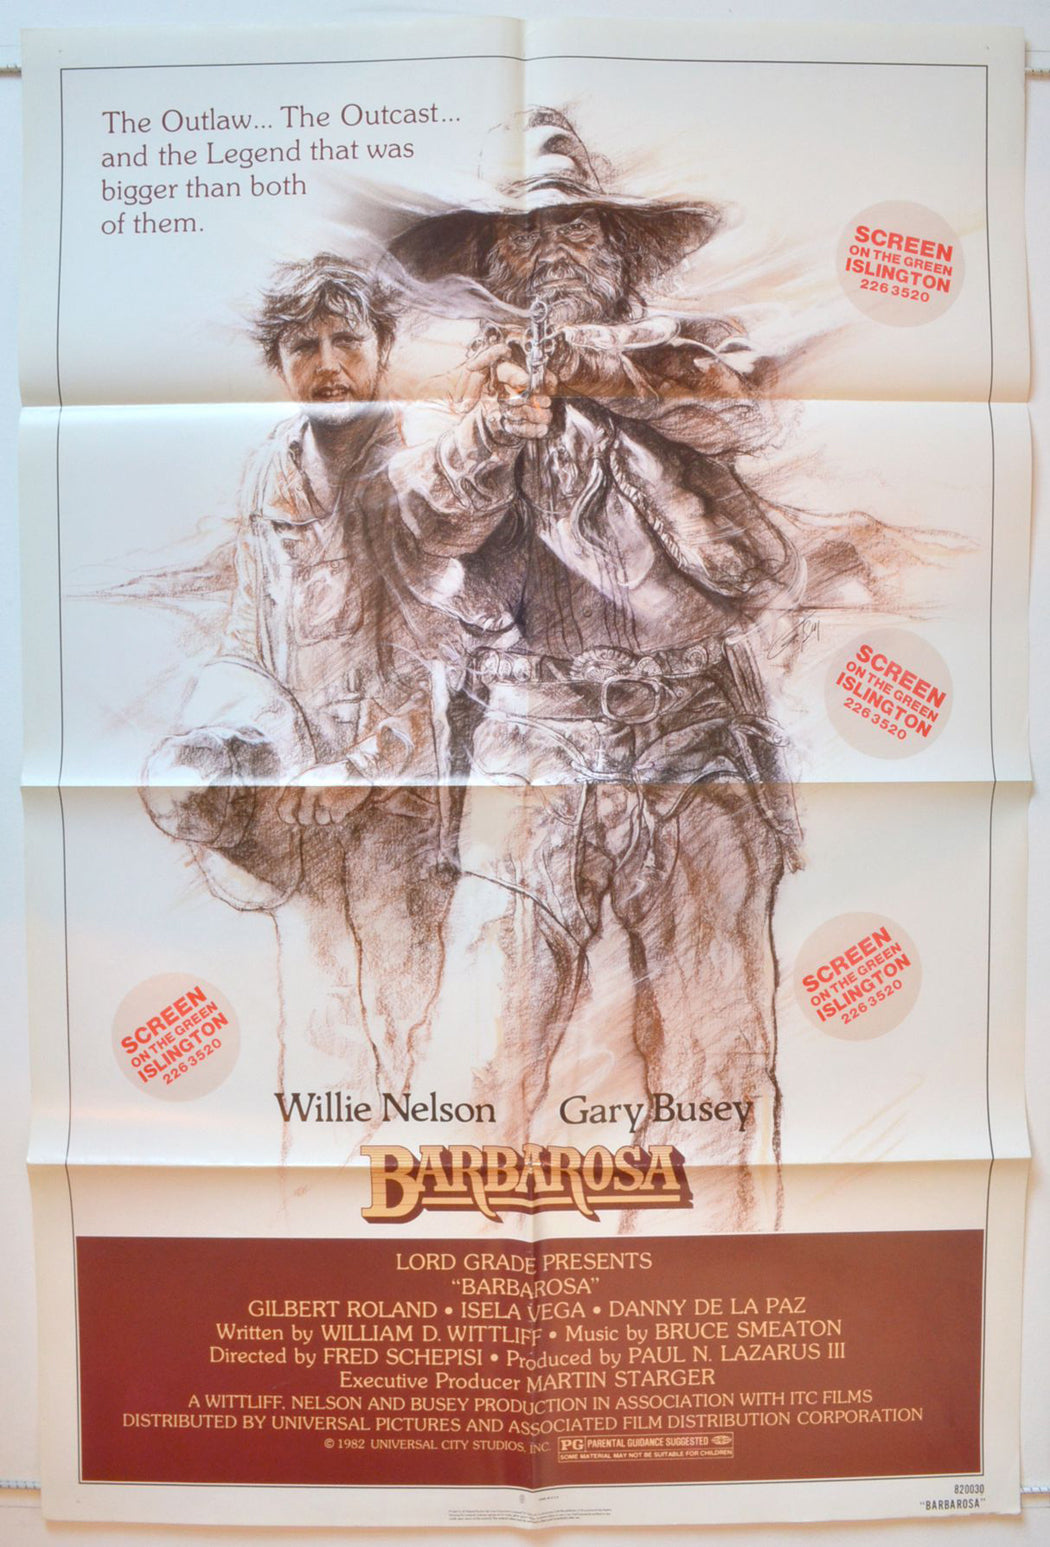 The Outlaw... The Outcast...
and the Legend that was
bigger than both
of them.
SCREEN
ON THE GREEN
ISLINGTON
226 3520
SCREEN
ON THE GREEN
ISLINGTON
226 3520
SCREEN
ON THE GREEN
ISLINGTON
226 3520
SCREEN
ON THE GREEN
ISLINGTON
226 3520
Willie Nelson Gary Busey
BARBAROSA
LORD GRADE PRESENTS
“BARBAROSA”
GILBERT ROLAND • ISELA VEGA • DANNY DE LA PAZ
Written by WILLIAM D. WITTLIFF • Music by BRUCE SMEATON
Directed by FRED SCHEPISI • Produced by PAUL N. LAZARUS III
Executive Producer MARTIN STARGER
A WITTLIFF, NELSON AND BUSEY PRODUCTION IN ASSOCIATION WITH ITC FILMS
DISTRIBUTED BY UNIVERSAL PICTURES AND ASSOCIATED FILM DISTRIBUTION CORPORATION
© 1982 UNIVERSAL CITY STUDIOS, INC.
PG PARENTAL GUIDANCE SUGGESTED
SOME MATERIAL MAY NOT BE SUITABLE FOR CHILDREN
820030
"BARBAROSA"